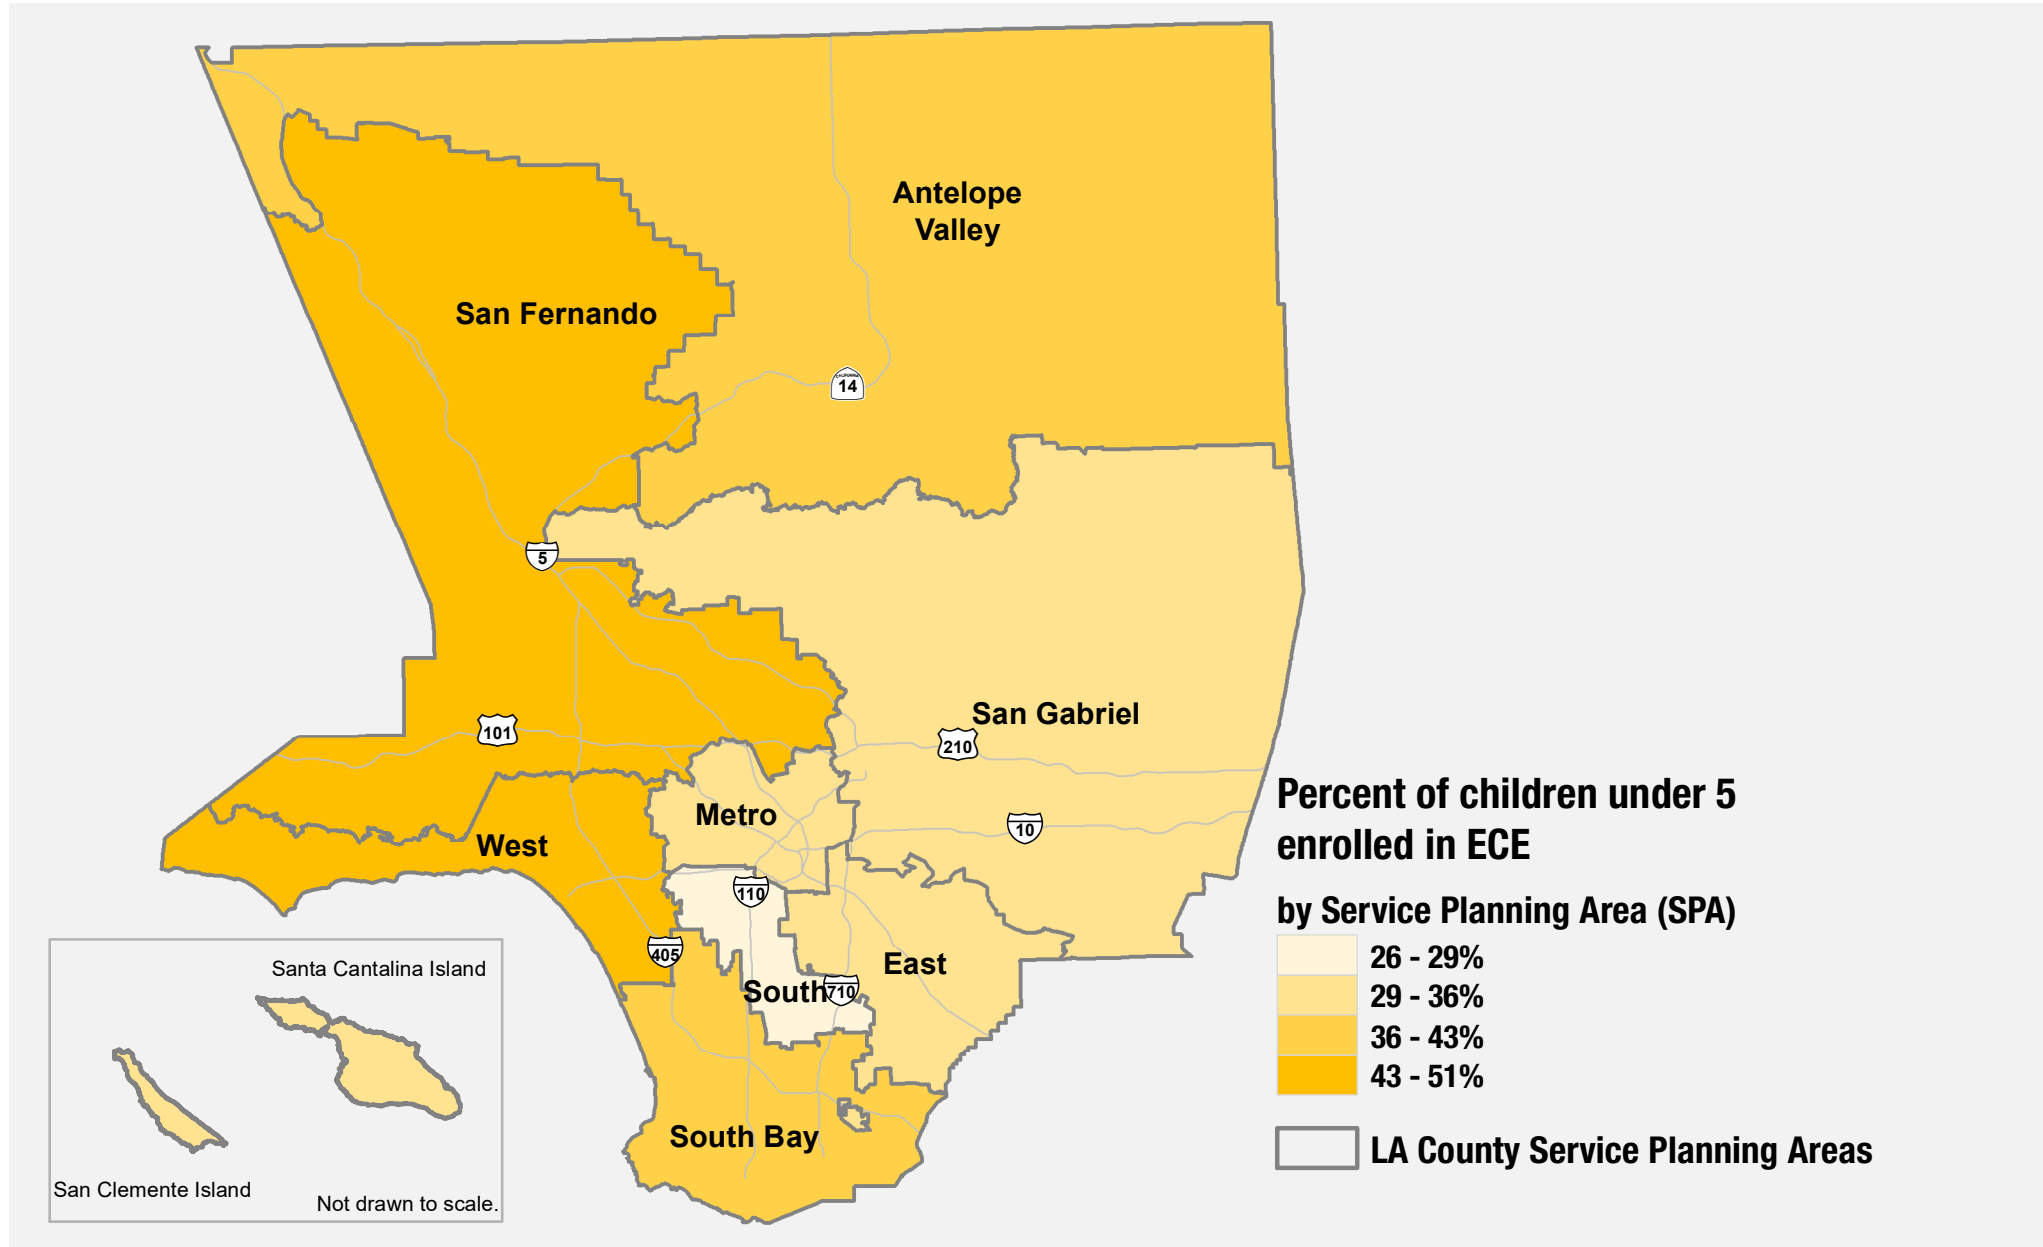 Antelope
Valley
San Fernando
CALIFORNIA
14
5
San Gabriel
101
210
Metro
10
West
110
405
East
South
710
South Bay
Santa Cantalina Island
San Clemente Island
Not drawn to scale.
Percent of children under 5
enrolled in ECE
by Service Planning Area (SPA)
26 - 29%
29 - 36%
36 - 43%
43 - 51%
LA County Service Planning Areas